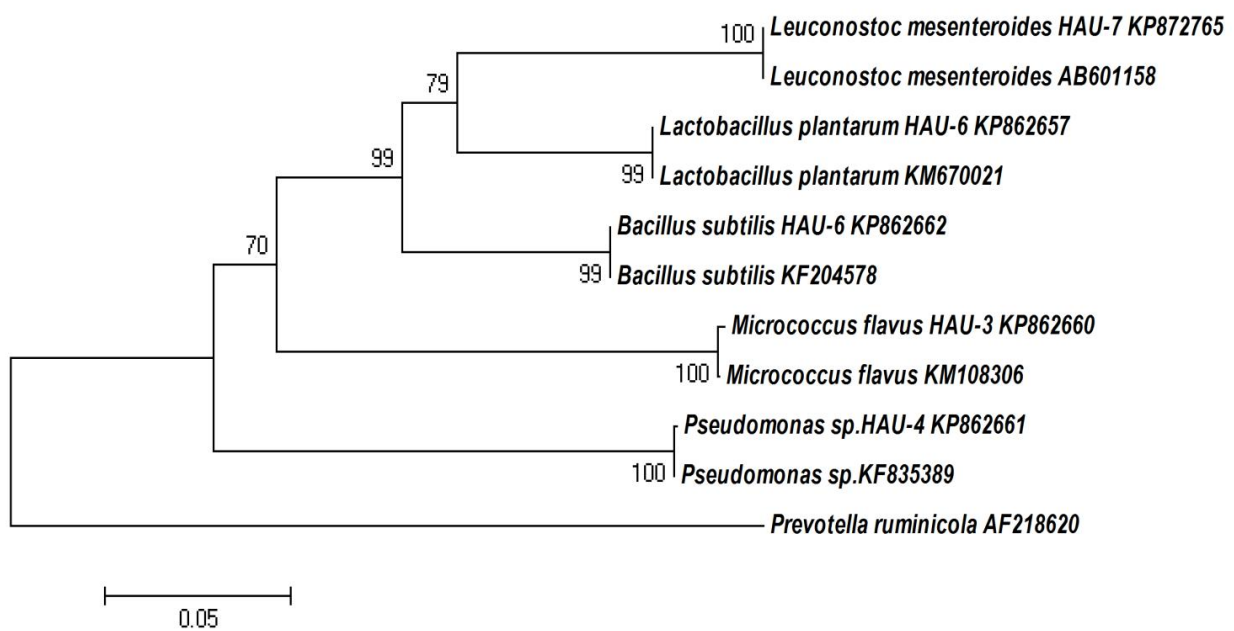 100
Leuconostoc mesenteroides HAU-7 KP872765
Leuconostoc mesenteroides AB601158
79
Lactobacillus plantarum HAU-6 KP862657
99
99
Lactobacillus plantarum KM670021
Bacillus subtilis HAU-6 KP862662
70
99
Bacillus subtilis KF204578
Micrococcus flavus HAU-3 KP862660
100
Micrococcus flavus KM108306
Pseudomonas sp.HAU-4 KP862661
100
Pseudomonas sp.KF835389
Prevotella ruminicola AF218620
0.05